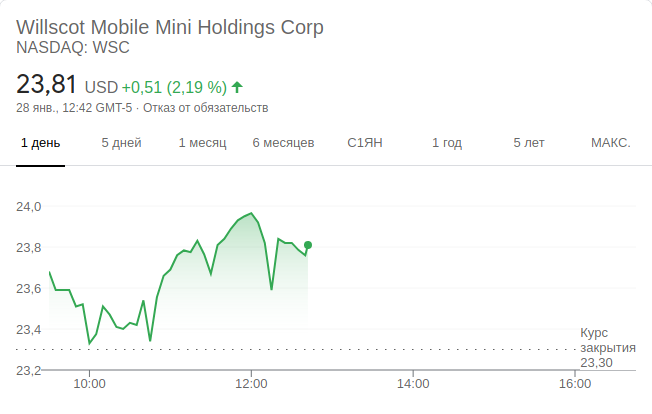 Willscot Mobile Mini Holdings Corp
NASDAQ: WSC
23,81 USD +0,51 (2,19 %)
28 янв., 12:42 GMT-5 · Отказ от обязательств
1 день 5 дней 1 месяц 6 месяцев С1ЯН 1 год 5 лет МАКС.
24,0
23,8
23,6
23,4
Курс
закрытия
23,30
23,2
10:00 12:00 14:00 16:00